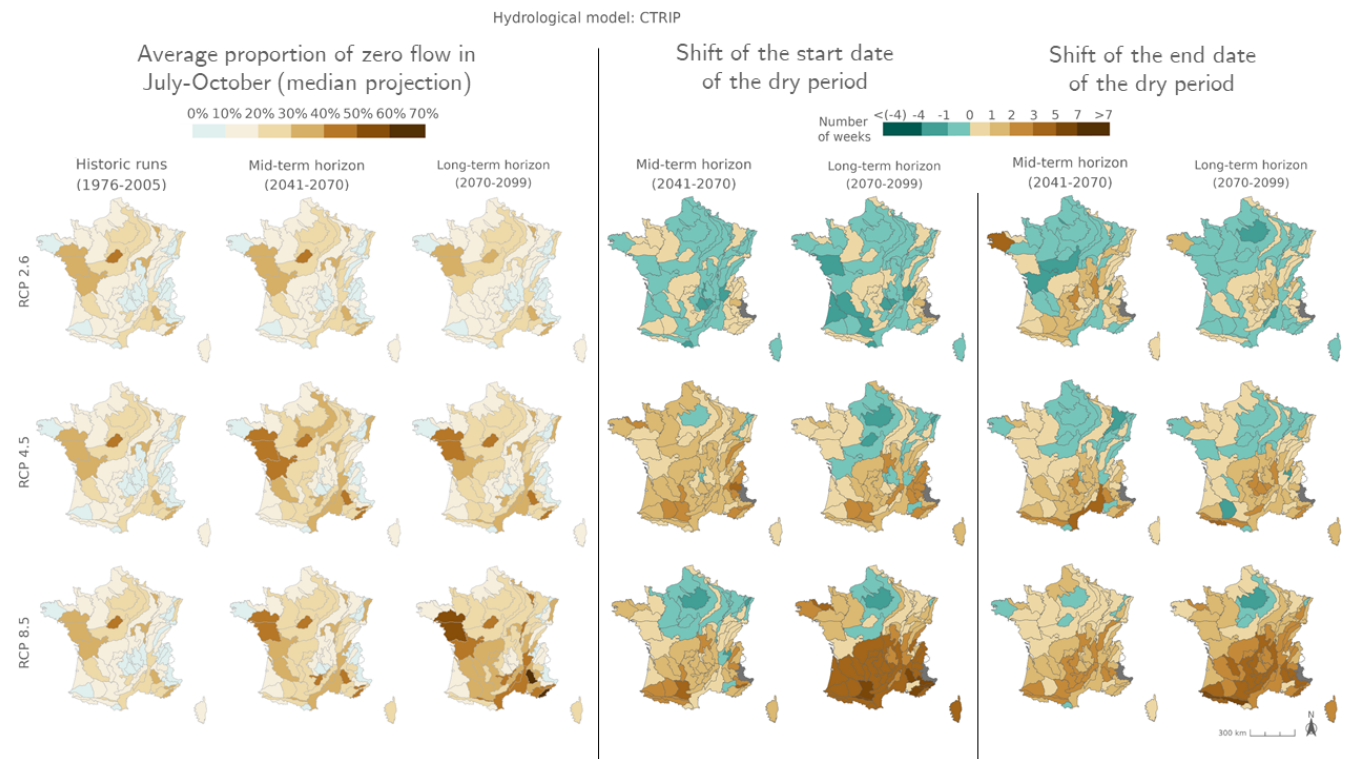 Hydrological model: CTRIP
Average proportion of zero flow in
July-October (median projection)
0% 10% 20% 30% 40% 50% 60% 70%
Shift of the start date
of the dry period
Shift of the end date
of the dry period
Number
of weeks
<(-4) -4 -1 0 1 2 3 5 7 >7
Historic runs
(1976-2005)
Mid-term horizon
(2041-2070)
Long-term horizon
(2070-2099)
Mid-term horizon
(2041-2070)
Long-term horizon
(2070-2099)
Mid-term horizon
(2041-2070)
Long-term horizon
(2070-2099)
RCP 2.6
RCP 4.5
RCP 8.5
300 km
N